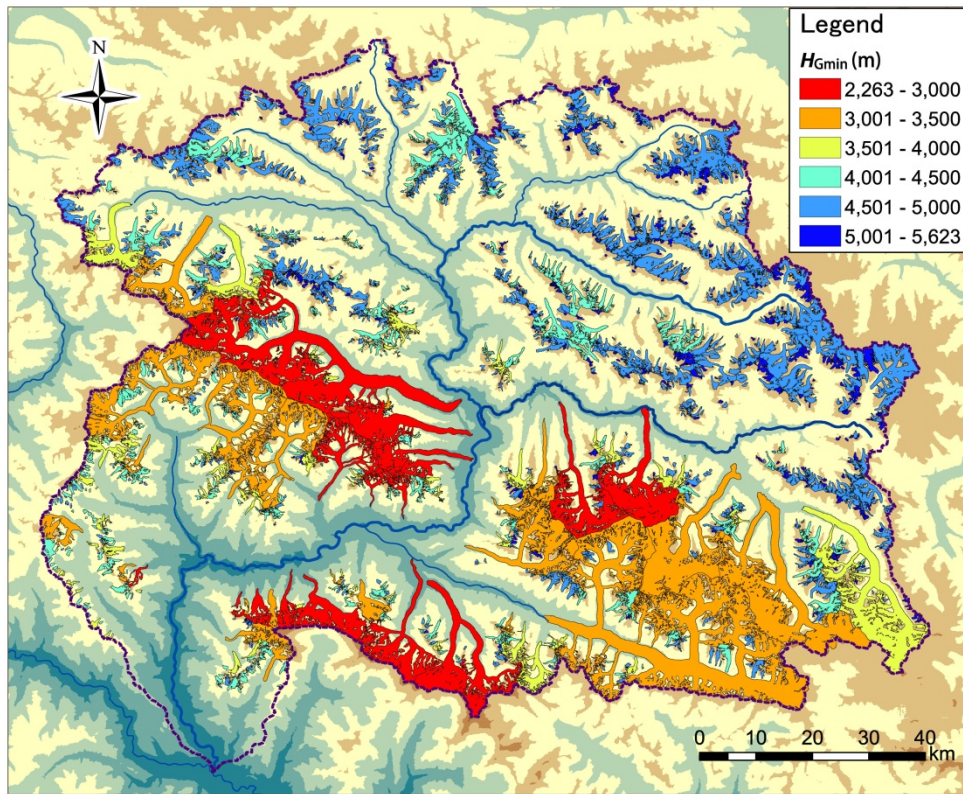 N
Legend
HGmin (m)
2,263 - 3,000
3,001 - 3,500
3,501 - 4,000
4,001 - 4,500
4,501 - 5,000
5,001 - 5,623
0 10 20 30 40
km